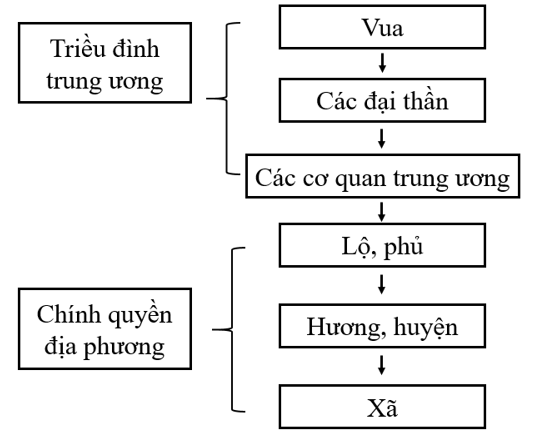 Triều đình
trung ương
Vua
Các đại thần
Các cơ quan trung ương
Chính quyền
địa phương
Lộ, phủ
Hương, huyện
Xã